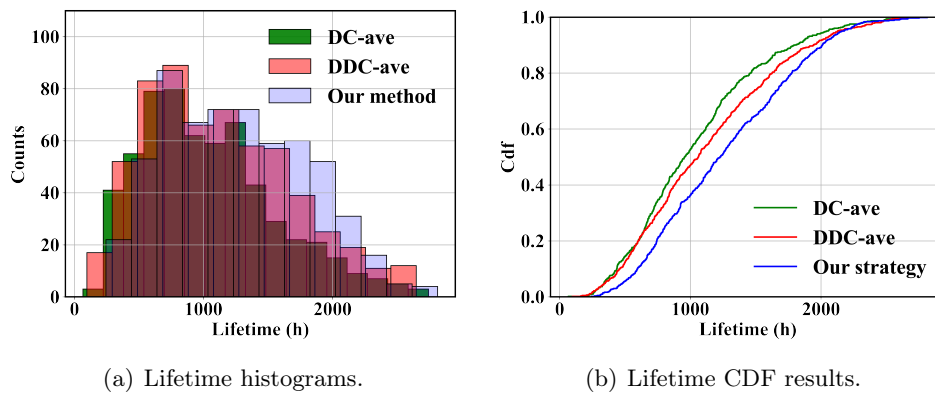 100
80
60
40
20
0
Counts
0 1000 2000
Lifetime (h)
DC-ave
DDC-ave
Our method
(a) Lifetime histograms.
1.0
0.8
0.6
0.4
0.2
0.0
Cdf
0 1000 2000
Lifetime (h)
DC-ave
DDC-ave
Our strategy
(b) Lifetime CDF results.